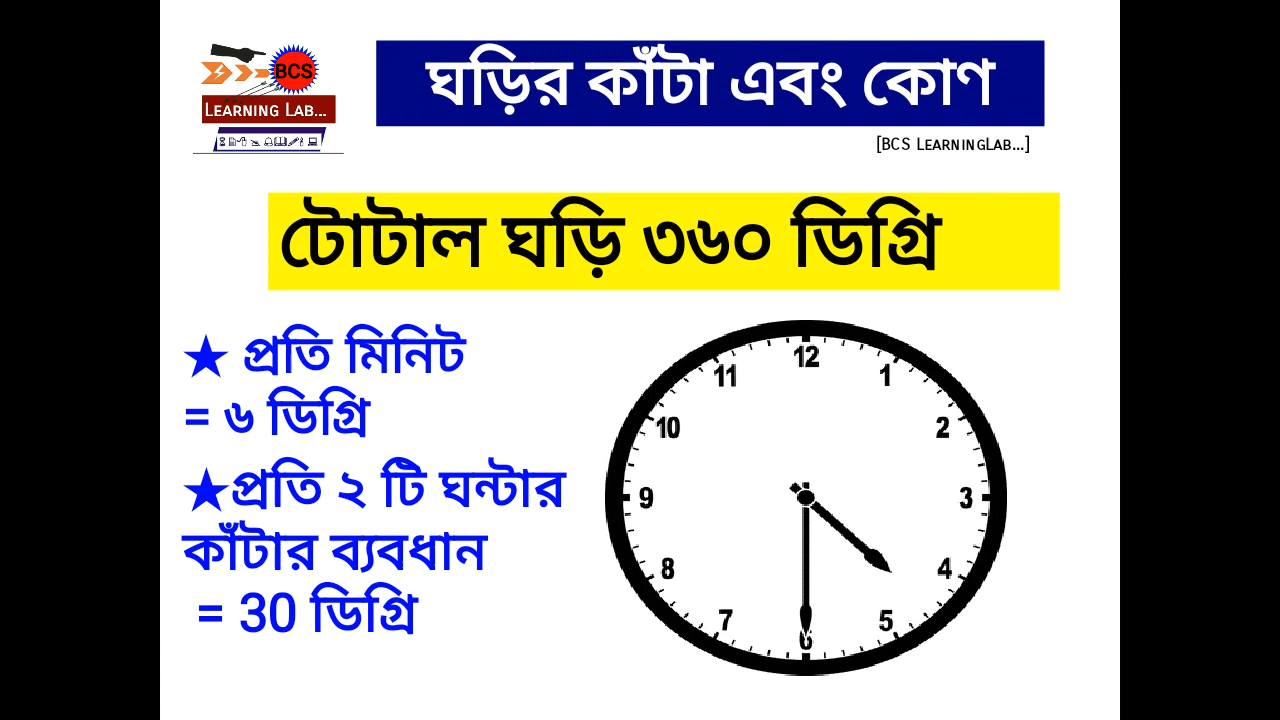 BCS
LEARNING LAB...
ঘড়ির কাঁটা এবং কোণ
[BCS LEARNINGLAB...]
টোটাল ঘড়ি ৩৬০ ডিগ্রি
★ প্রতি মিনিট
= ৬ ডিগ্রি
★প্রতি ২ টি ঘন্টার
কাঁটার ব্যবধান
= 30 ডিগ্রি
12
1
2
3
4
5
6
7
8
9
10
11